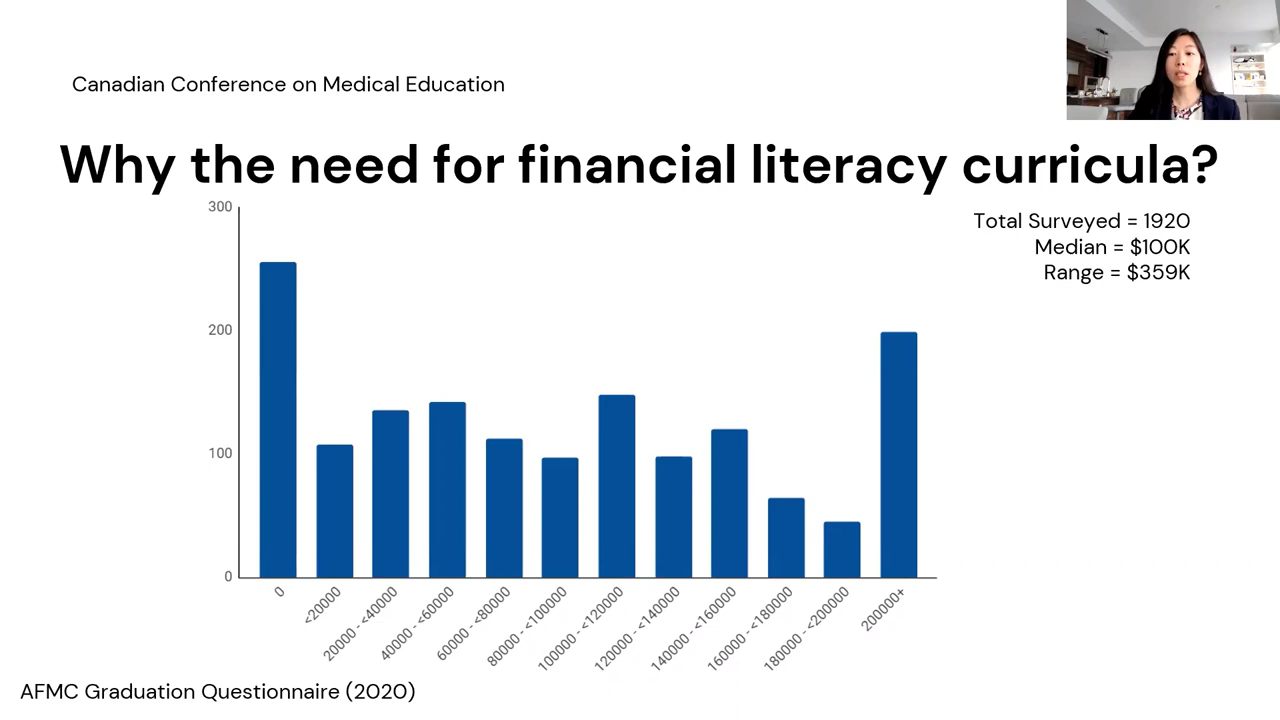 Canadian Conference on Medical Education
Why the need for financial literacy curricula?
Total Surveyed = 1920
Median = $100K
Range = $359K
300
200
100
0
0
<20000
20000 - <40000
40000 - <60000
60000 - <80000
80000 - <100000
100000 - <120000
120000 - <140000
140000 - <160000
160000 - <180000
180000 - <200000
200000+
AFMC Graduation Questionnaire (2020)